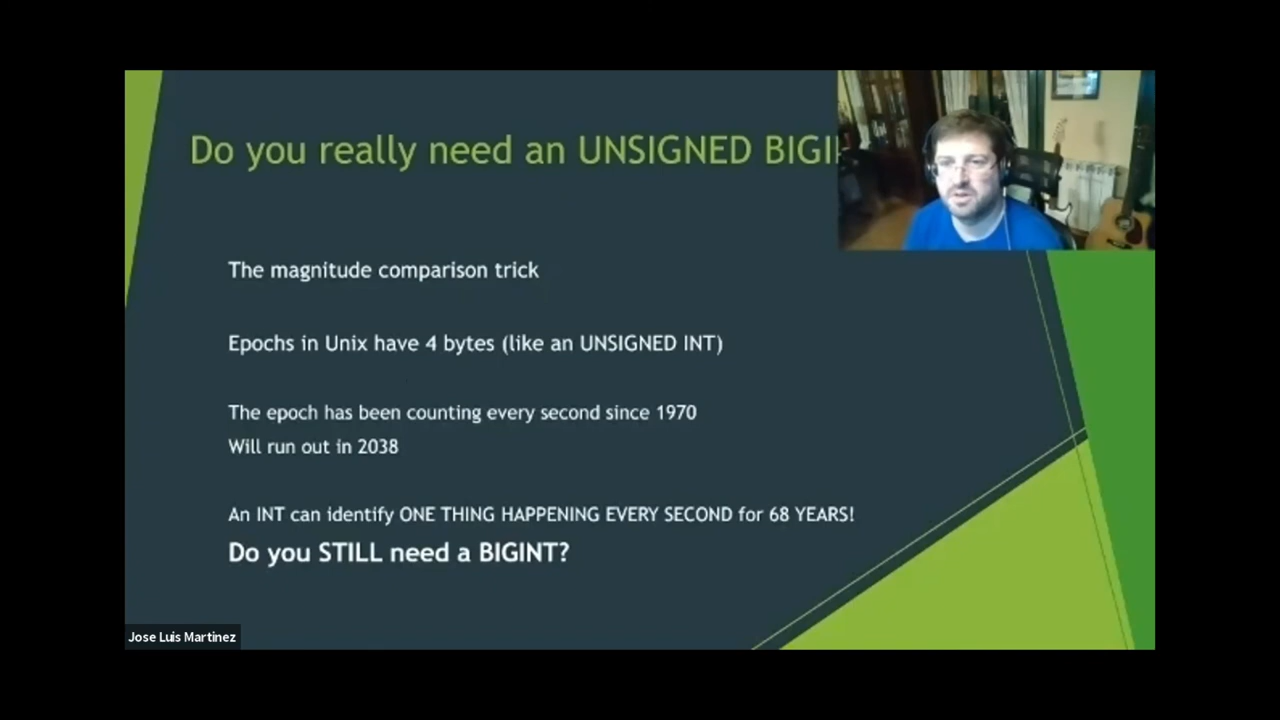 Do you really need an UNSIGNED
The magnitude comparison trick
Epochs in Unix have 4 bytes (like an UNSIGNED INT)
The epoch has been counting every second since 1970
Will run out in 2038
An INT can identify ONE THING HAPPENING EVERY SECOND for 68 YEARS!
Do you STILL need a BIGINT?
Jose Luis Martinez